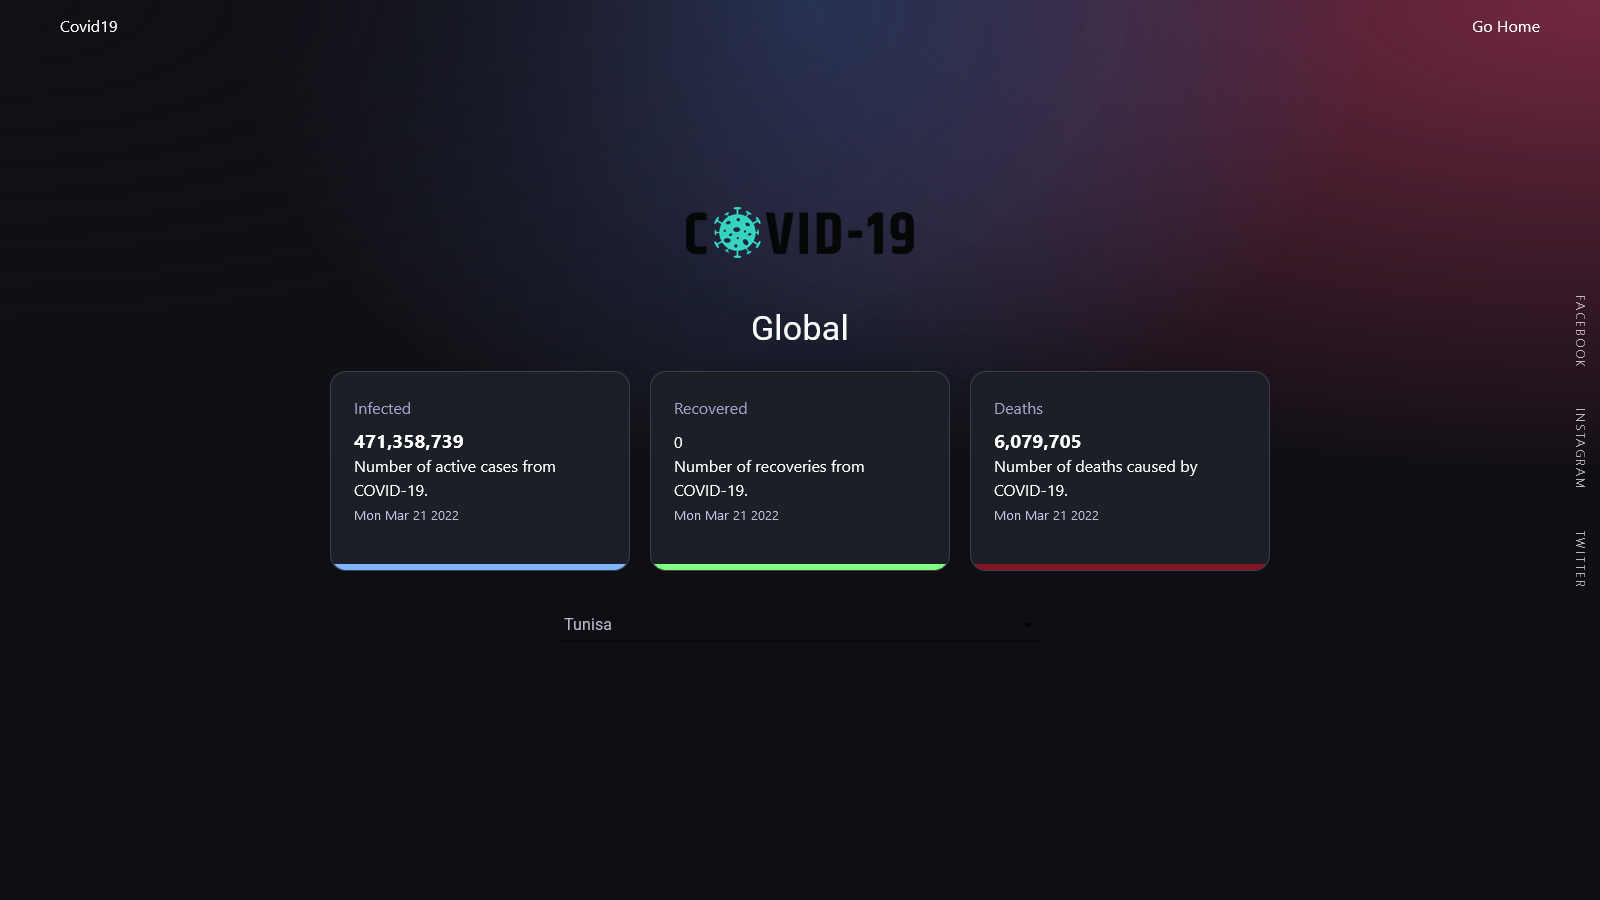 Covid19
Go Home
COVID-19
Global
Infected
471,358,739
Number of active cases from
COVID-19.
Mon Mar 21 2022
Recovered
0
Number of recoveries from
COVID-19.
Mon Mar 21 2022
Deaths
6,079,705
Number of deaths caused by
COVID-19.
Mon Mar 21 2022
Tunisa
FACEBOOK
INSTAGRAM
TWITTER